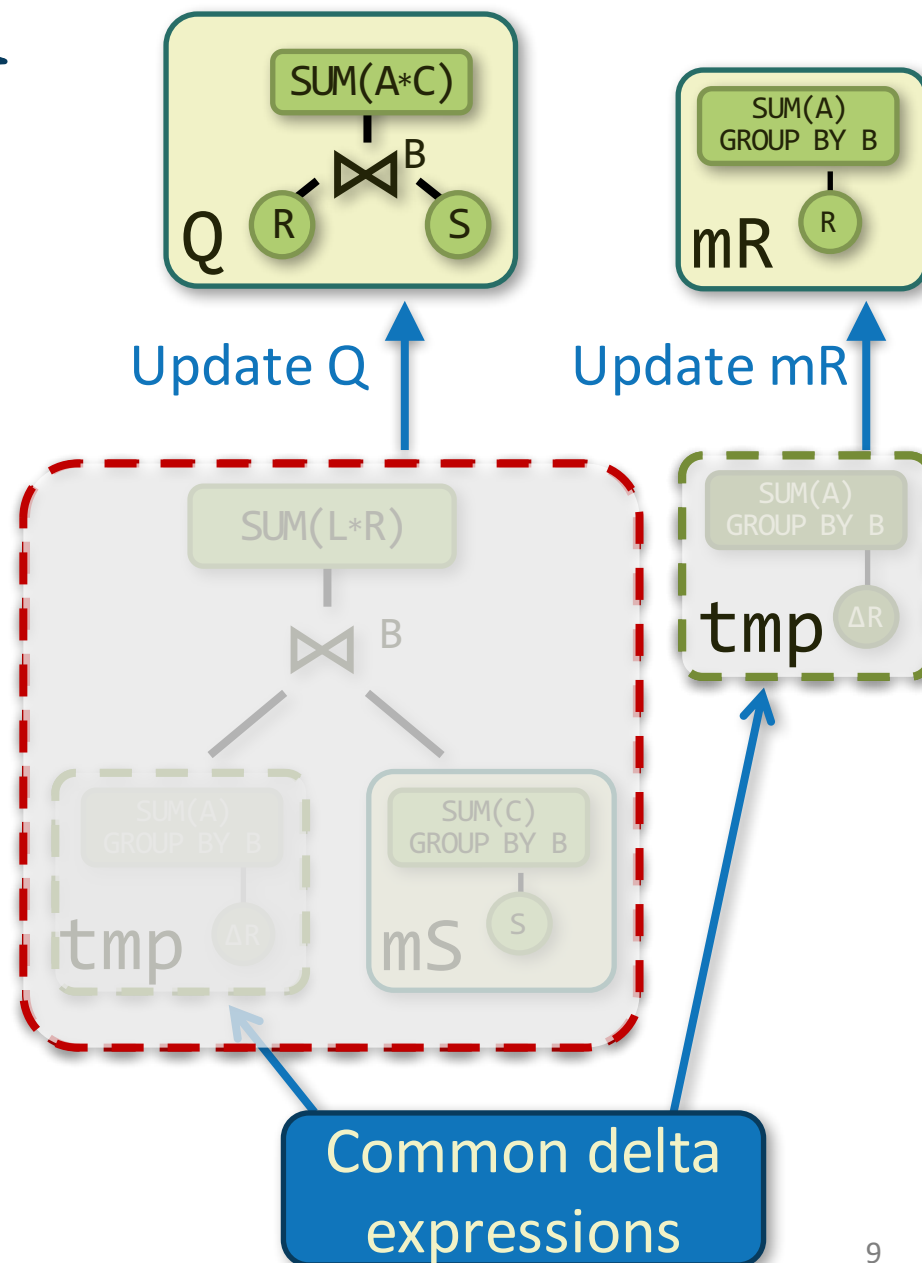 SUM(A*C)
B
R
S
Q
SUM(A)
GROUP BY B
R
mR
Update Q
Update mR
SUM(L*R)
B
SUM(A)
GROUP BY B
ΔR
tmp
SUM(A)
GROUP BY B
ΔR
tmp
SUM(C)
GROUP BY B
S
mS
Common delta
expressions
9